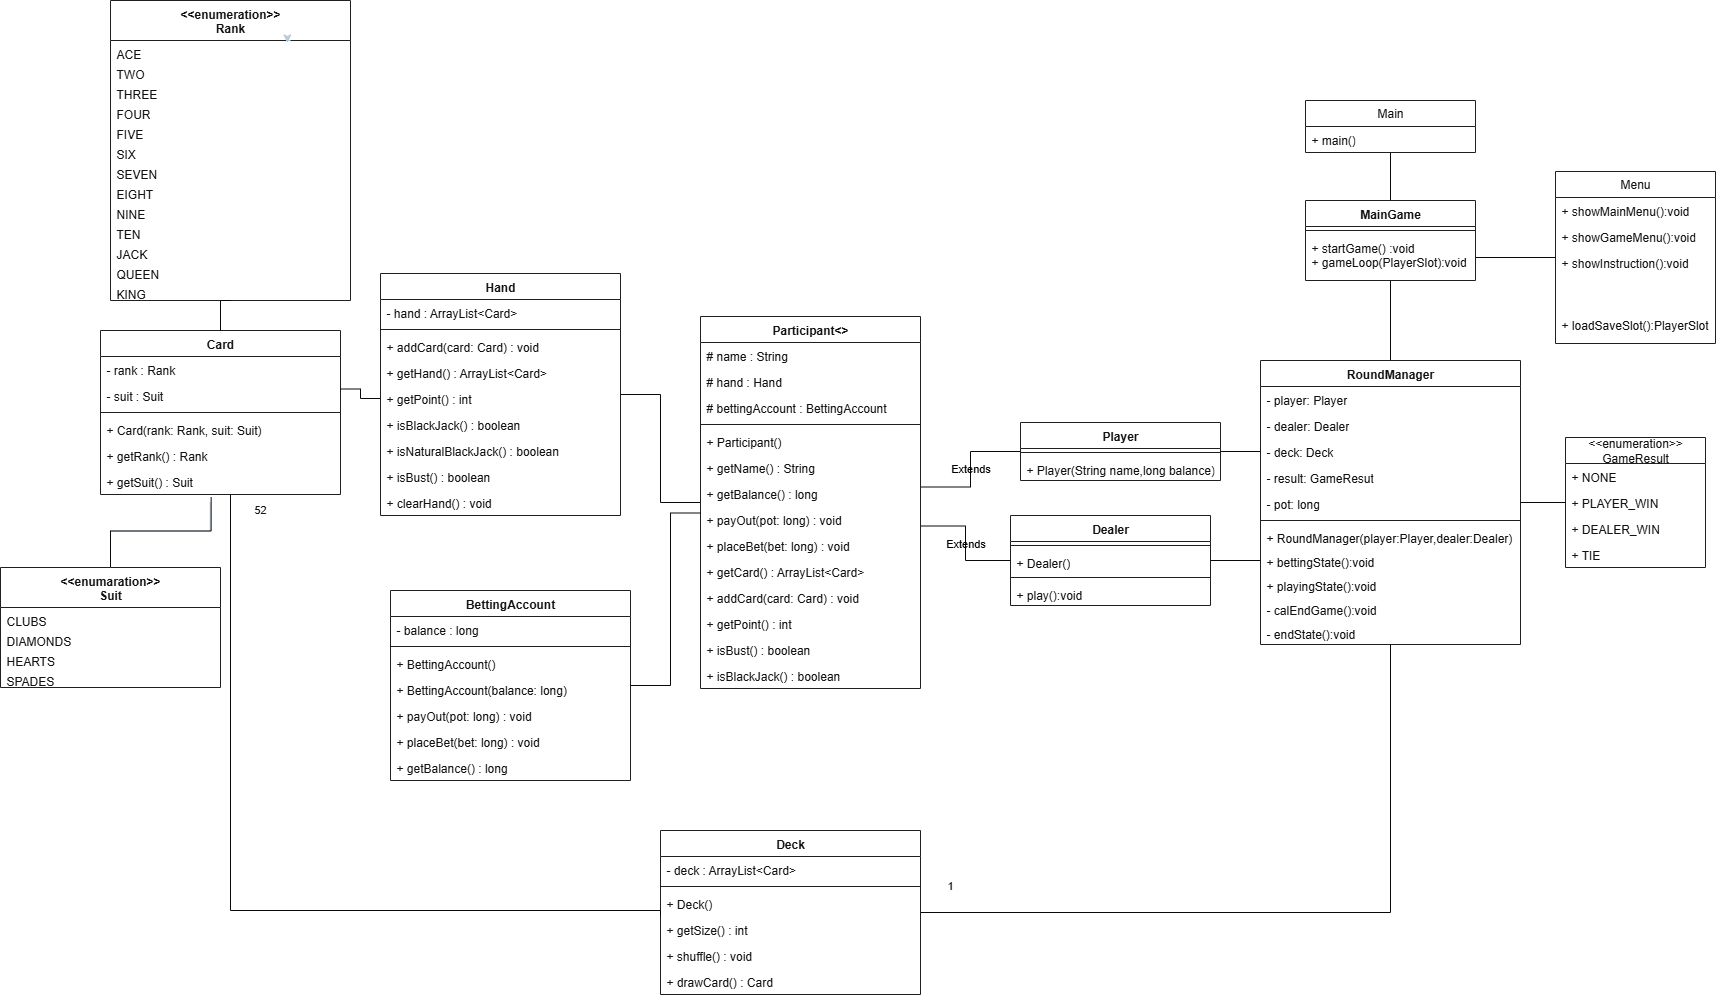 <<enumeration>>
Rank
ACE
TWO
THREE
FOUR
FIVE
SIX
SEVEN
EIGHT
NINE
TEN
JACK
QUEEN
KING
Card
- rank : Rank
- suit : Suit
+ Card(rank: Rank, suit: Suit)
+ getRank() : Rank
+ getSuit() : Suit
52
<<enumaration>>
Suit
CLUBS
DIAMONDS
HEARTS
SPADES
Hand
- hand : ArrayList<Card>
+ addCard(card: Card) : void
+ getHand() : ArrayList<Card>
+ getPoint() : int
+ isBlackJack() : boolean
+ isNaturalBlackJack() : boolean
+ isBust() : boolean
+ clearHand() : void
BettingAccount
- balance : long
+ BettingAccount()
+ BettingAccount(balance: long)
+ payOut(pot: long) : void
+ placeBet(bet: long) : void
+ getBalance() : long
Participant<>
# name : String
# hand : Hand
# bettingAccount : BettingAccount
+ Participant()
+ getName() : String
+ getBalance() : long
+ payOut(pot: long) : void
+ placeBet(bet: long) : void
+ getCard() : ArrayList<Card>
+ addCard(card: Card) : void
+ getPoint() : int
+ isBust() : boolean
+ isBlackJack() : boolean
Extends
Extends
Player
+ Player(String name,long balance)
Dealer
+ Dealer()
+ play():void
Main
+ main()
MainGame
+ startGame() :void
+ gameLoop(PlayerSlot):void
Menu
+ showMainMenu():void
+ showGameMenu():void
+ showInstruction():void
+ loadSaveSlot():PlayerSlot
RoundManager
- player: Player
- dealer: Dealer
- deck: Deck
- result: GameResut
- pot: long
+ RoundManager(player:Player,dealer:Dealer)
+ bettingState():void
+ playingState():void
- calEndGame():void
- endState():void
<<enumeration>>
GameResult
+ NONE
+ PLAYER_WIN
+ DEALER_WIN
+ TIE
Deck
- deck : ArrayList<Card>
+ Deck()
+ getSize() : int
+ shuffle() : void
+ drawCard() : Card
1